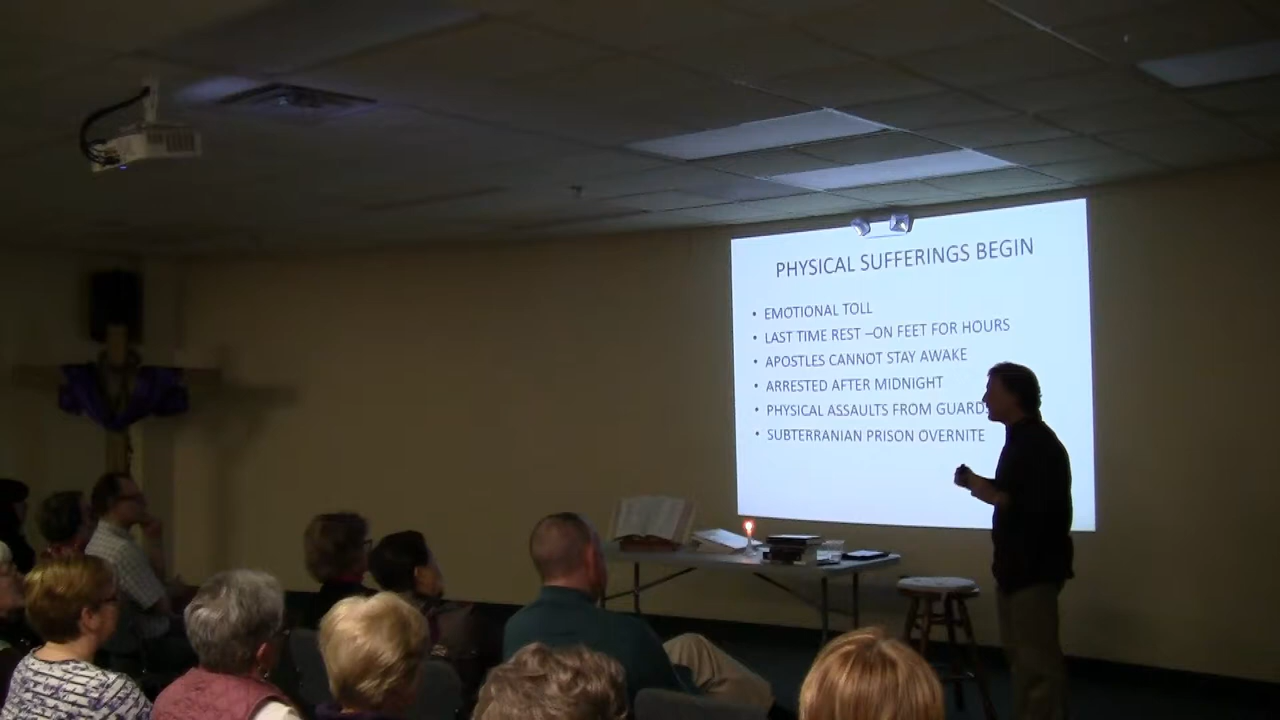 PHYSICAL SUFFERINGS BEGIN
• EMOTIONAL TOLL
• LAST TIME REST –ON FEET FOR HOURS
• APOSTLES CANNOT STAY AWAKE
• ARRESTED AFTER MIDNIGHT
• PHYSICAL ASSAULTS FROM GUARDS
• SUBTERRANIAN PRISON OVERNITE